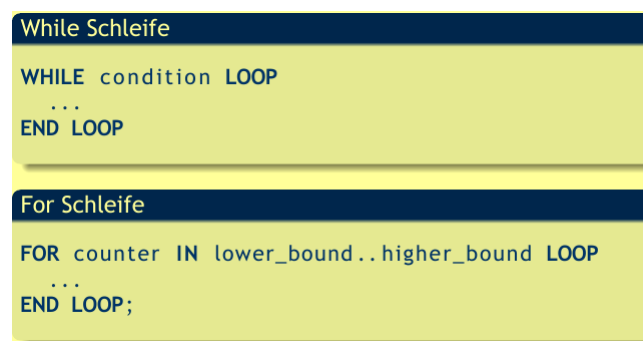 While Schleife
WHILE condition LOOP
...
END LOOP
For Schleife
FOR counter IN lower_bound..higher_bound LOOP
...
END LOOP;